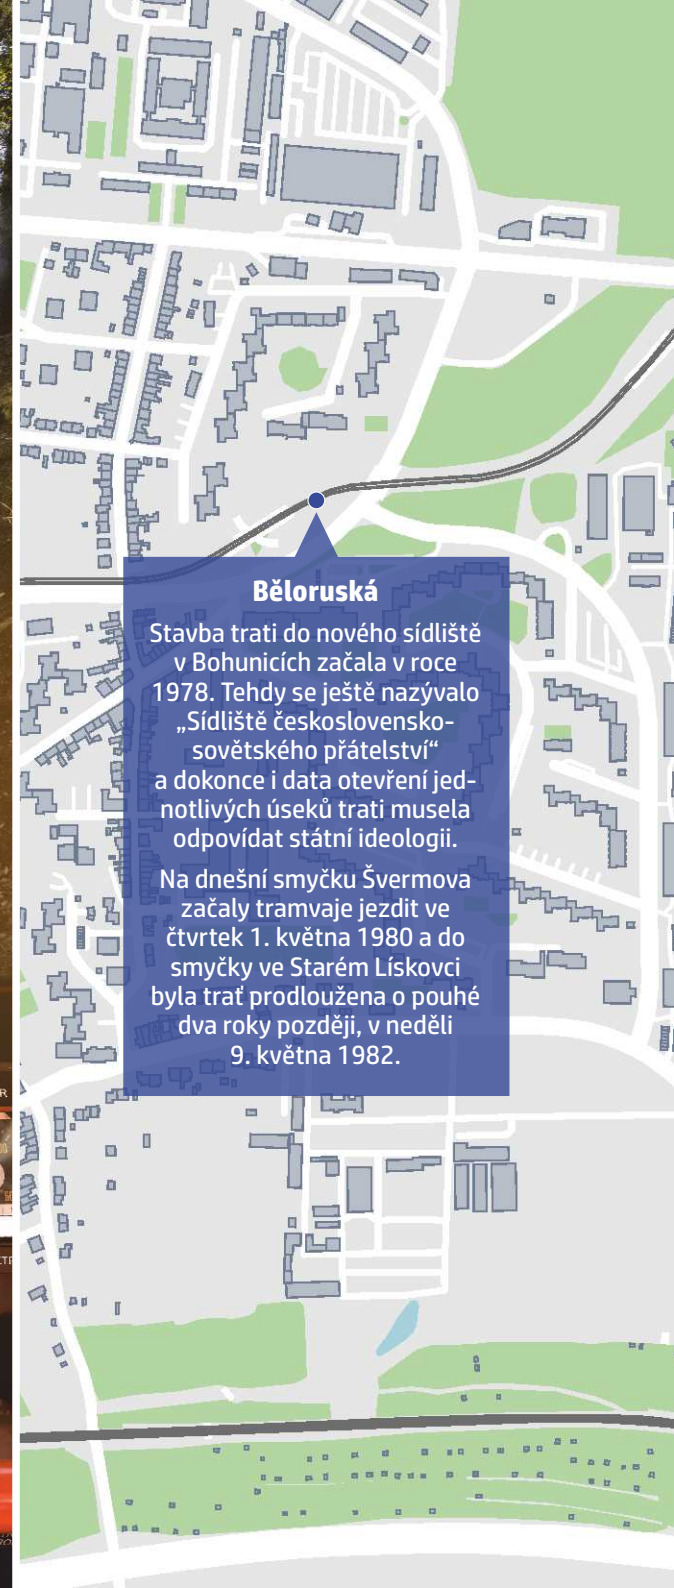 Běloruská
Stavba trati do nového sídliště
v Bohunicích začala v roce
1978. Tehdy se ještě nazývalo
„Sídliště československo-
sovětského přátelství“
a dokonce i data otevření jed-
notlivých úseků trati musela
odpovídat státní ideologii.
Na dnešní smyčku Švermova
začaly tramvaje jezdit ve
čtvrtek 1. května 1980 a do
smyčky ve Starém Lískovci
byla trať prodloužena o pouhé
dva roky později, v neděli
9. května 1982.